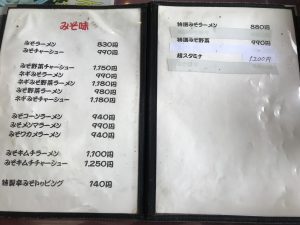 みそ味
みそラーメン 830円
みそチャーシュー 990円
みそ野菜チャーシュー 1,150円
ネギみそラーメン 990円
ネギみそ野菜ラーメン 1,180円
みそ野菜ラーメン 980円
ネギみそチャーシュー 1,180円
みそコーンラーメン 940円
みそメンマラーメン 990円
みそワカメラーメン 940円
みそキムチラーメン 1,100円
みそキムチチャーシュー 1,250円
特製辛みそトッピング 140円
特選みそラーメン 880円
特選みそ野菜 990円
超スタミナ 1200円